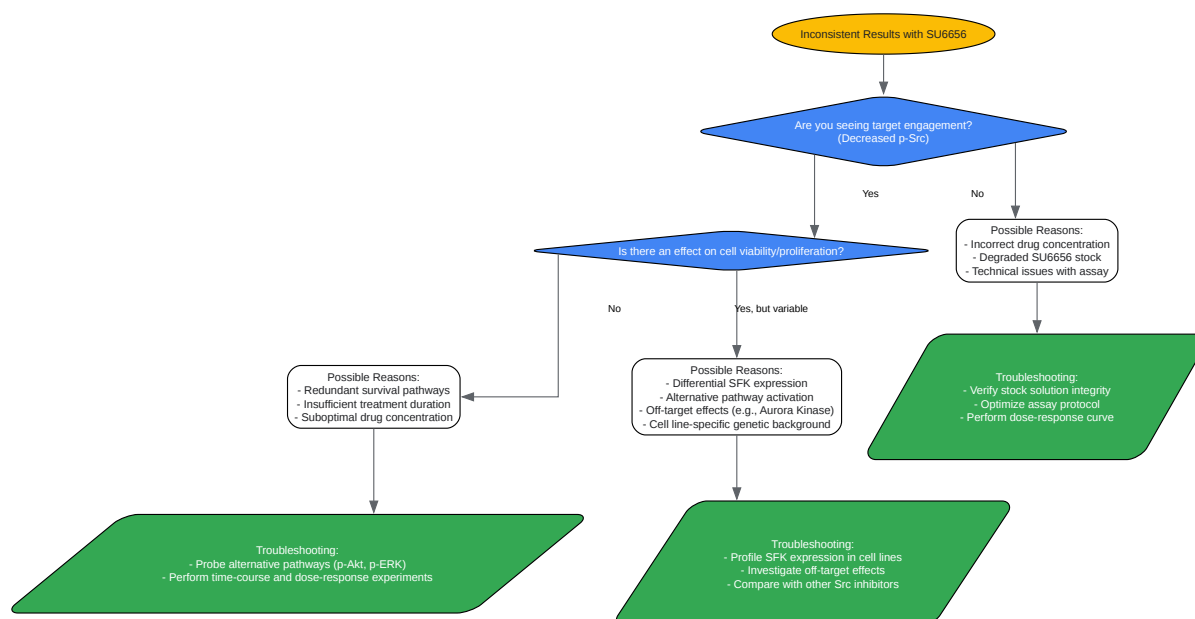 Inconsistent Results with SU6656
Are you seeing target engagement?
(Decreased p-Src)
Yes
No
Is there an effect on cell viability/proliferation?
Possible Reasons:
- Incorrect drug concentration
- Degraded SU6656 stock
- Technical issues with assay
No
Yes, but variable
Possible Reasons:
- Redundant survival pathways
- Insufficient treatment duration
- Suboptimal drug concentration
Possible Reasons:
- Differential SFK expression
- Alternative pathway activation
- Off-target effects (e.g., Aurora Kinase)
- Cell line-specific genetic background
Troubleshooting:
- Verify stock solution integrity
- Optimize assay protocol
- Perform dose-response curve
Troubleshooting:
- Probe alternative pathways (p-Akt, p-ERK)
- Perform time-course and dose-response experiments
Troubleshooting:
- Profile SFK expression in cell lines
- Investigate off-target effects
- Compare with other Src inhibitors